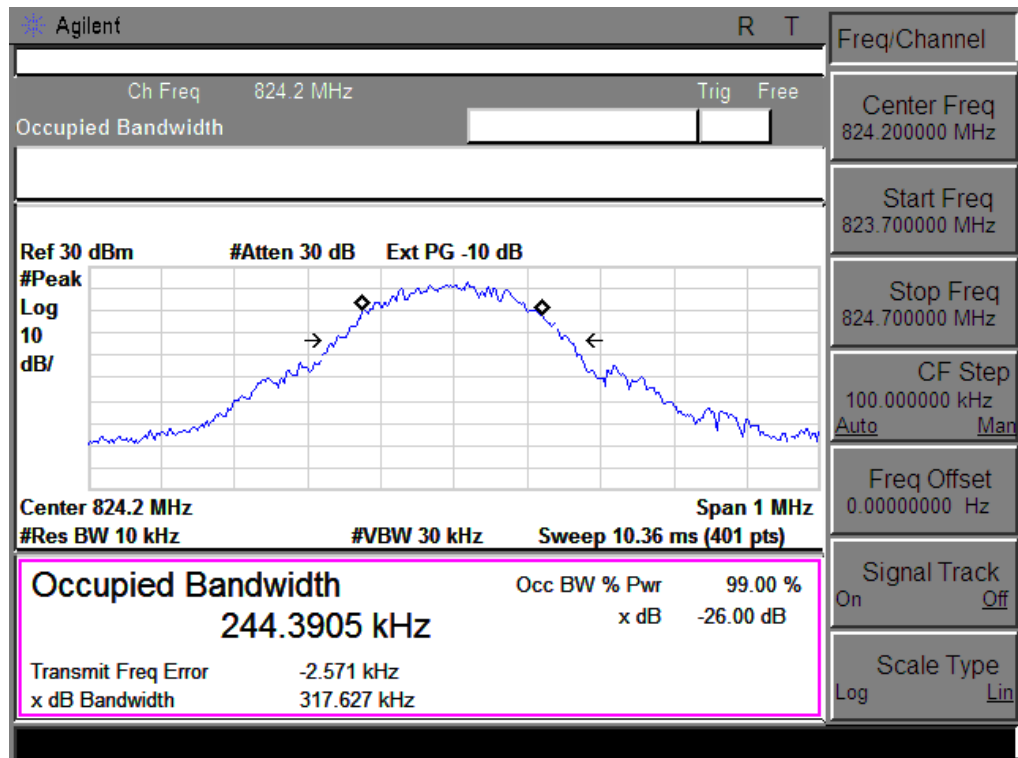 Agilent
R T
Freq/Channel
Ch Freq 824.2 MHz Trig Free
Occupied Bandwidth
Center Freq
824.200000 MHz
Start Freq
823.700000 MHz
Stop Freq
824.700000 MHz
CF Step
100.000000 kHz
Auto Man
Freq Offset
0.00000000 Hz
Signal Track
On Off
Scale Type
Log Lin
Ref 30 dBm #Atten 30 dB Ext PG -10 dB
#Peak
Log
10
dB/
Center 824.2 MHz Span 1 MHz
#Res BW 10 kHz #VBW 30 kHz Sweep 10.36 ms (401 pts)
Occupied Bandwidth Occ BW % Pwr 99.00 %
244.3905 kHz x dB -26.00 dB
Transmit Freq Error -2.571 kHz
x dB Bandwidth 317.627 kHz